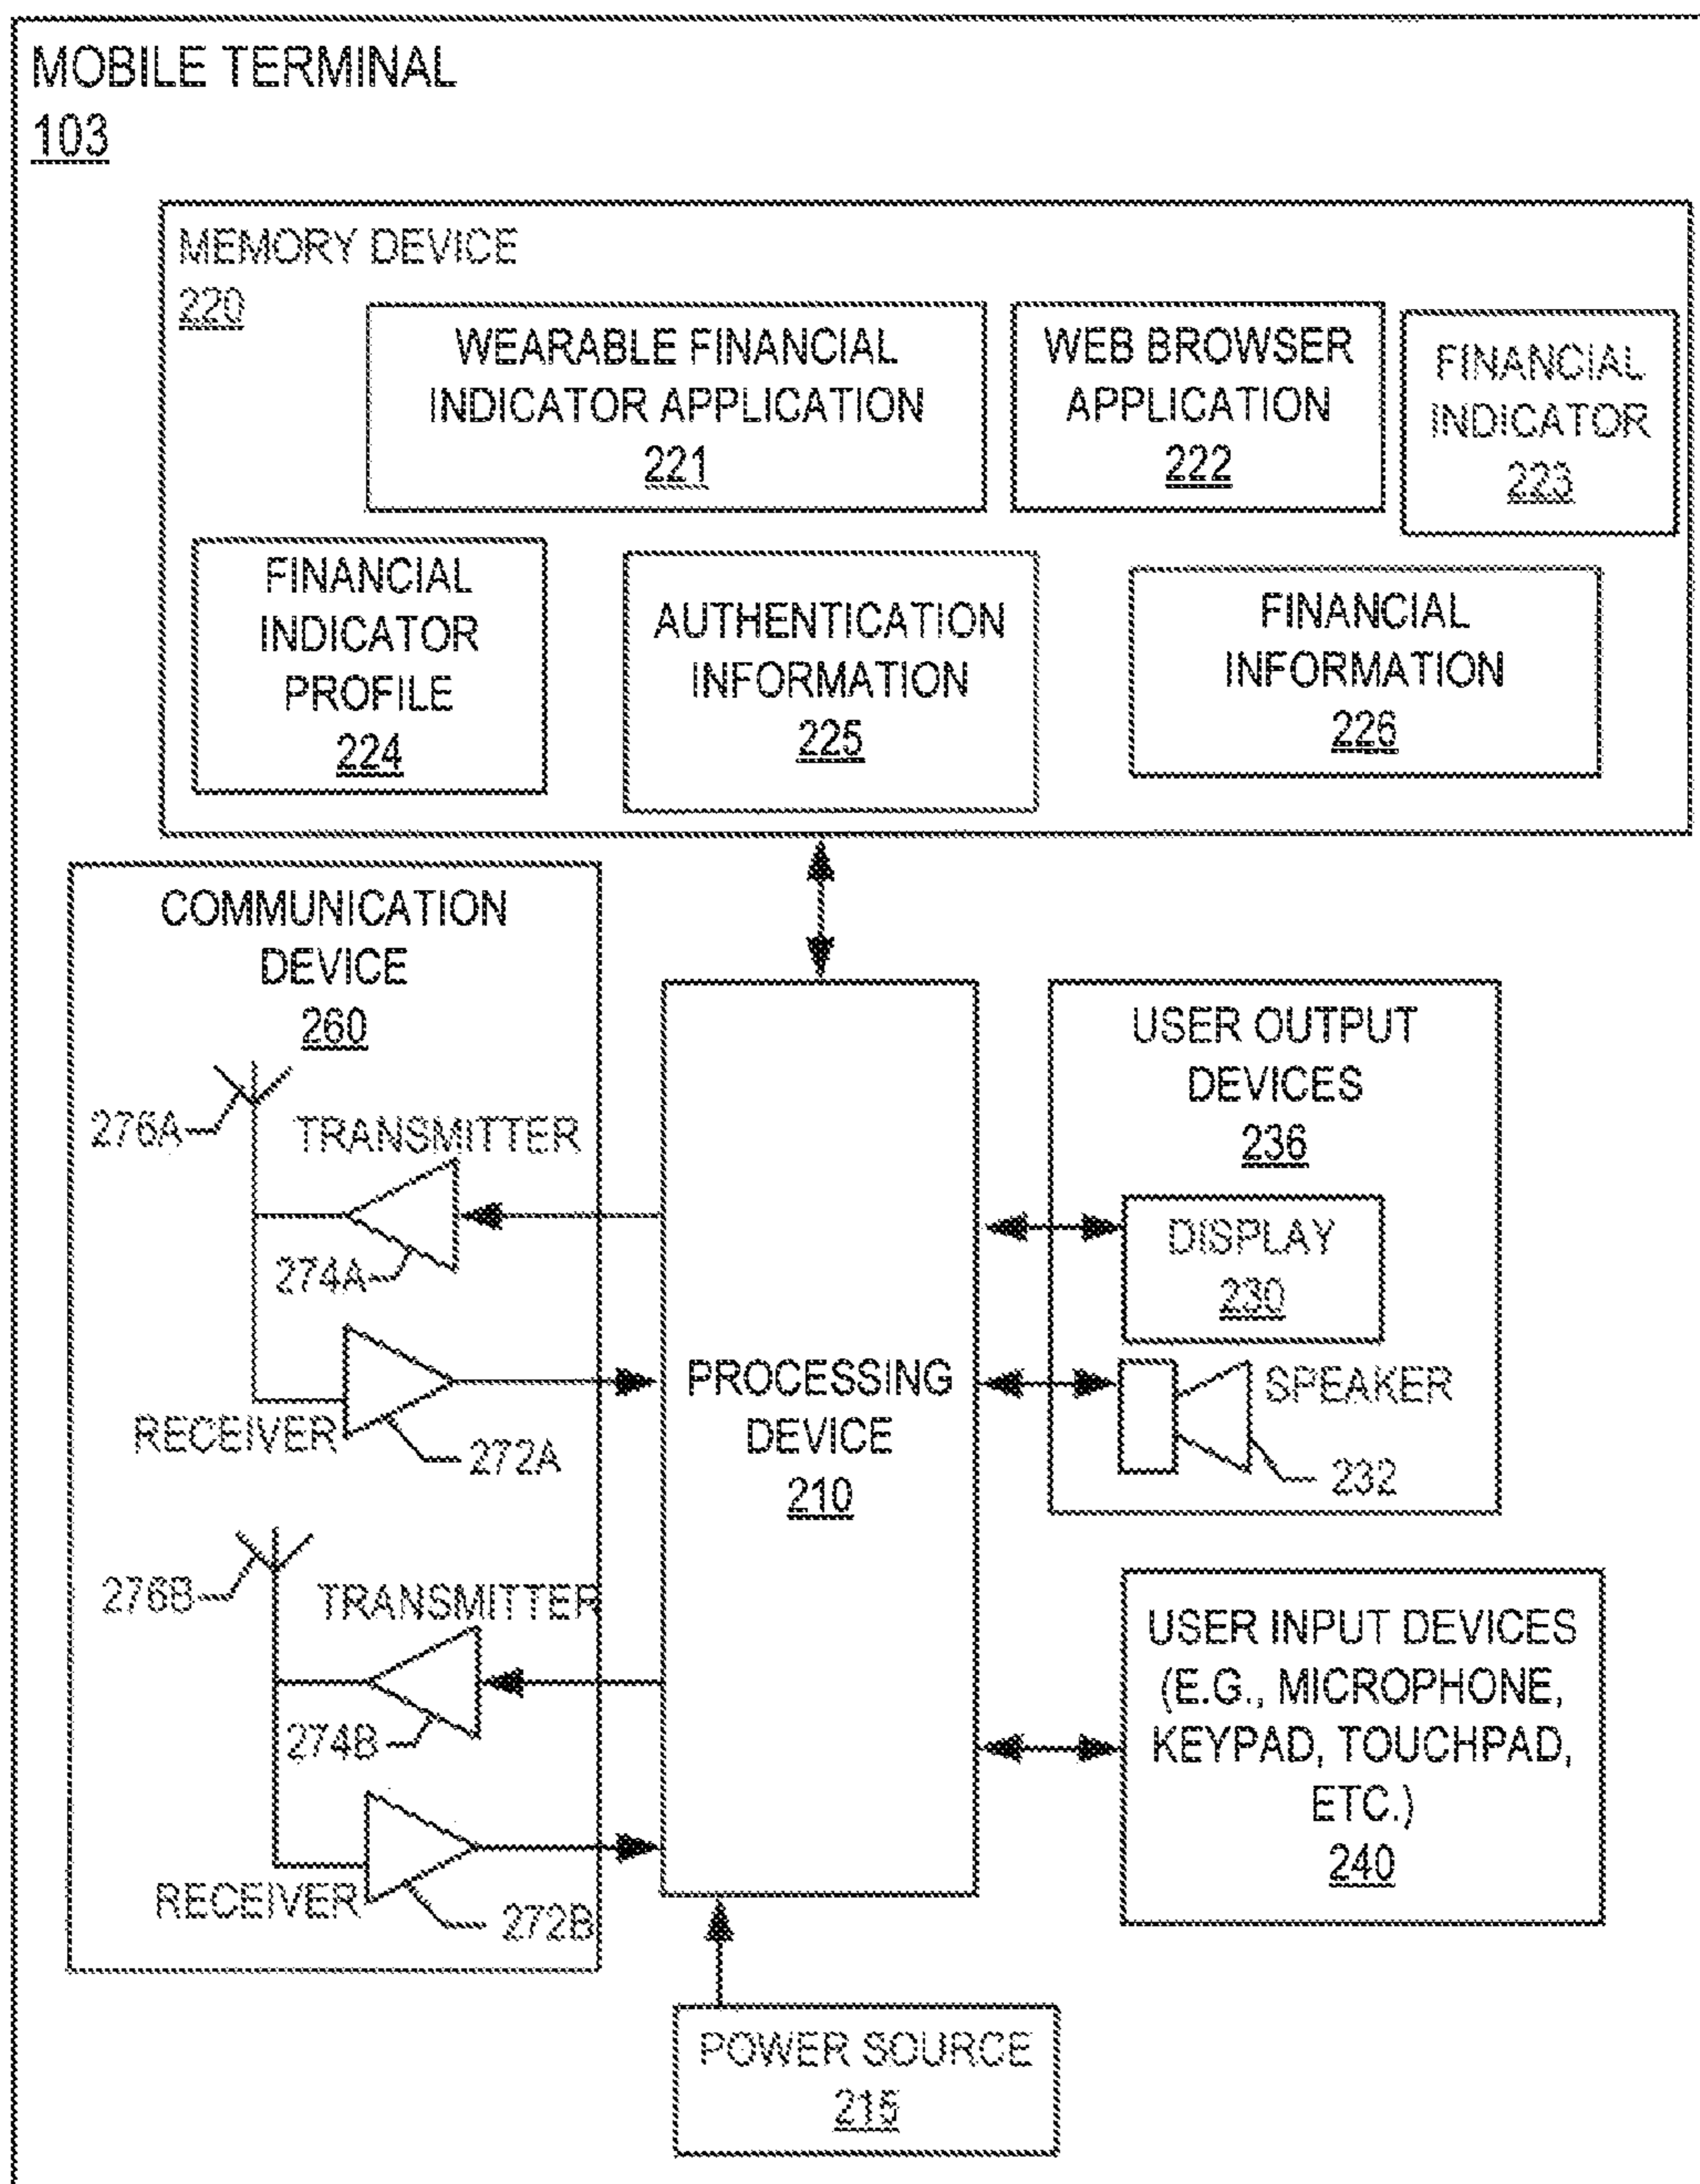 MOBILE TERMINAL
103
MEMORY DEVICE
220
WEARABLE FINANCIAL
INDICATOR APPLICATION
221
WEB BROWSER
APPLICATION
222
FINANCIAL
INDICATOR
223
FINANCIAL
INDICATOR
PROFILE
224
AUTHENTICATION
INFORMATION
225
FINANCIAL
INFORMATION
226
COMMUNICATION
DEVICE
260
276A
TRANSMITTER
274A
RECEIVER
272A
276B
TRANSMITTER
274B
RECEIVER
272B
PROCESSING
DEVICE
210
USER OUTPUT
DEVICES
236
DISPLAY
230
SPEAKER
232
USER INPUT DEVICES
(E.G., MICROPHONE,
KEYPAD, TOUCHPAD,
ETC.)
240
POWER SOURCE
215